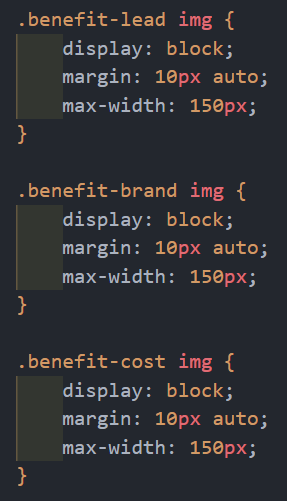 .benefit-lead img {
    display: block;
    margin: 10px auto;
    max-width: 150px;
}

.benefit-brand img {
    display: block;
    margin: 10px auto;
    max-width: 150px;
}

.benefit-cost img {
    display: block;
    margin: 10px auto;
    max-width: 150px;
}